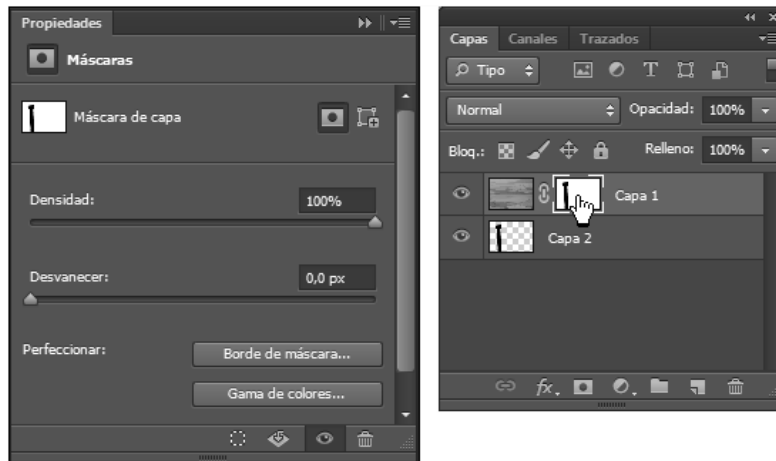 Propiedades
Máscaras
Máscara de capa
Densidad: 100%
Desvanecer: 0,0 px
Perfeccionar: Borde de máscara...
Gama de colores...
Capas Canales Trazados
Tipo
Normal Opacidad: 100%
Bloq.: Relleno: 100%
Capa 1
Capa 2
fx